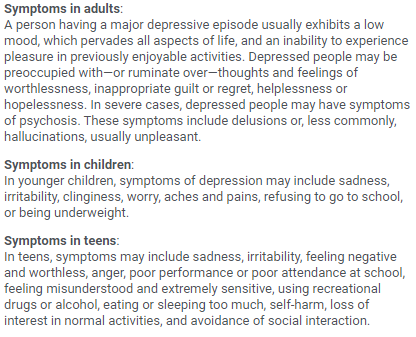 Symptoms in adults:
A person having a major depressive episode usually exhibits a low
mood, which pervades all aspects of life, and an inability to experience
pleasure in previously enjoyable activities. Depressed people may be
preoccupied with—or ruminate over—thoughts and feelings of
worthlessness, inappropriate guilt or regret, helplessness or
hopelessness. In severe cases, depressed people may have symptoms
of psychosis. These symptoms include delusions or, less commonly,
hallucinations, usually unpleasant.
Symptoms in children:
In younger children, symptoms of depression may include sadness,
irritability, clinginess, worry, aches and pains, refusing to go to school,
or being underweight.
Symptoms in teens:
In teens, symptoms may include sadness, irritability, feeling negative
and worthless, anger, poor performance or poor attendance at school,
feeling misunderstood and extremely sensitive, using recreational
drugs or alcohol, eating or sleeping too much, self-harm, loss of
interest in normal activities, and avoidance of social interaction.